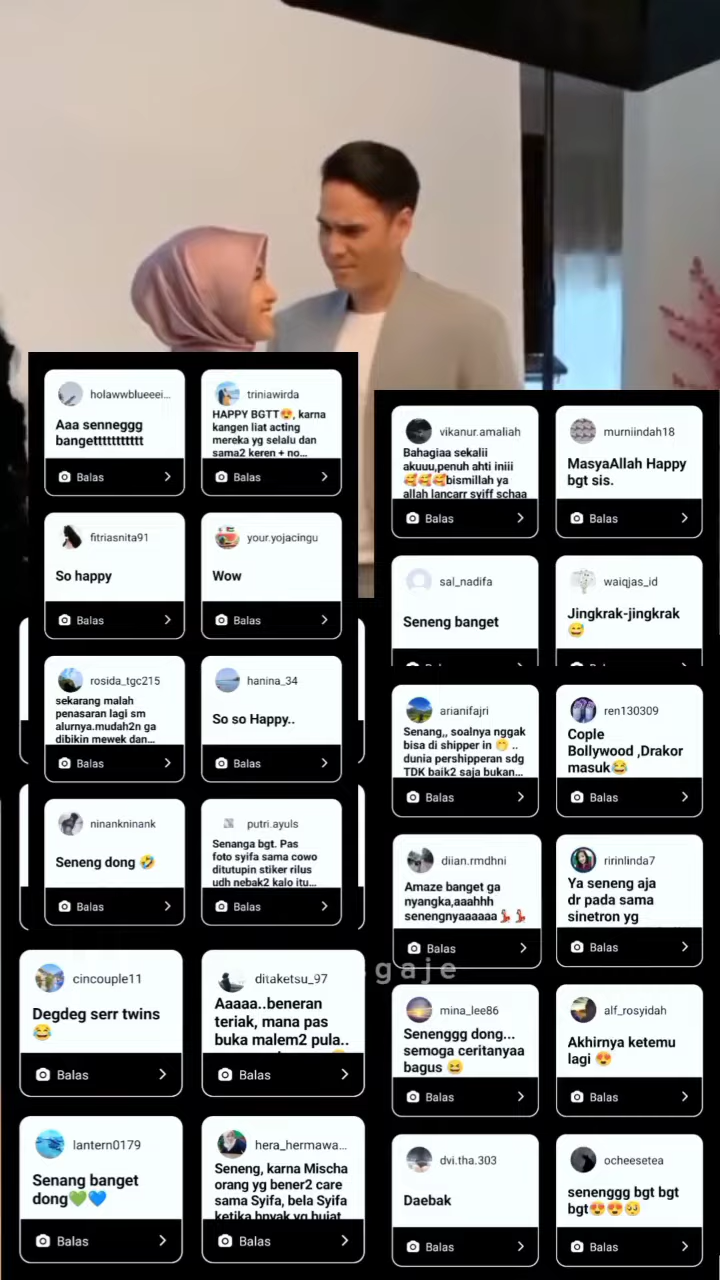 holawwblueeei...
Aaa senneggg
bangettttttttttt
Balas
triniawirda
HAPPY BGTT😍, karna
kangen liat acting
mereka yg selalu dan
sama2 keren + no...
Balas
fitriasnita91
So happy
Balas
your.yojacingu
Wow
Balas
rosida_tgc215
sekarang malah
penasaran lagi sm
alurnya.mudah2n ga
dibikin mewek dan...
Balas
hanina_34
So so Happy..
Balas
ninankninank
Seneng dong 🤣
Balas
putri.ayuls
Senanga bgt. Pas
foto syifa sama cowo
ditutupin stiker rilus
udh nebak2 kalo itu...
Balas
cincouple11
Degdeg serr twins
😂
Balas
ditaketsu_97
Aaaaa..beneran
teriak, mana pas
buka malem2 pula..
Balas
lantern0179
Senang banget
dong💚💙
Balas
hera_hermawa...
Seneng, karna Mischa
orang yg bener2 care
sama Syifa, bela Syifa
ketika bnyak yg hujat
Balas
vikanur.amaliah
Bahagiaa sekalii
akuuu,penuh ahti iniii
🥰🥰🥰bismillah ya
allah lancarr syiff schaa
Balas
murniindah18
MasyaAllah Happy
bgt sis.
Balas
sal_nadifa
Seneng banget
waiqjas_id
Jingkrak-jingkrak
😅
arianifajri
Senang,, soalnya nggak
bisa di shipper in 🤭 ..
dunia pershipperan sdg
TDK baik2 saja bukan...
Balas
ren130309
Cople
Bollywood ,Drakor
masuk😂
Balas
diian.rmdhni
Amaze banget ga
nyangka,aaahhh
senengnyaaaaaa💃💃
Balas
ririnlinda7
Ya seneng aja
dr pada sama
sinetron yg
Balas
gaje
mina_lee86
Senenggg dong...
semoga ceritanyaa
bagus 😆
Balas
alf_rosyidah
Akhirnya ketemu
lagi 😍
Balas
dvi.tha.303
Daebak
Balas
ocheesetea
senenggg bgt bgt
bgt😍😍🥺
Balas